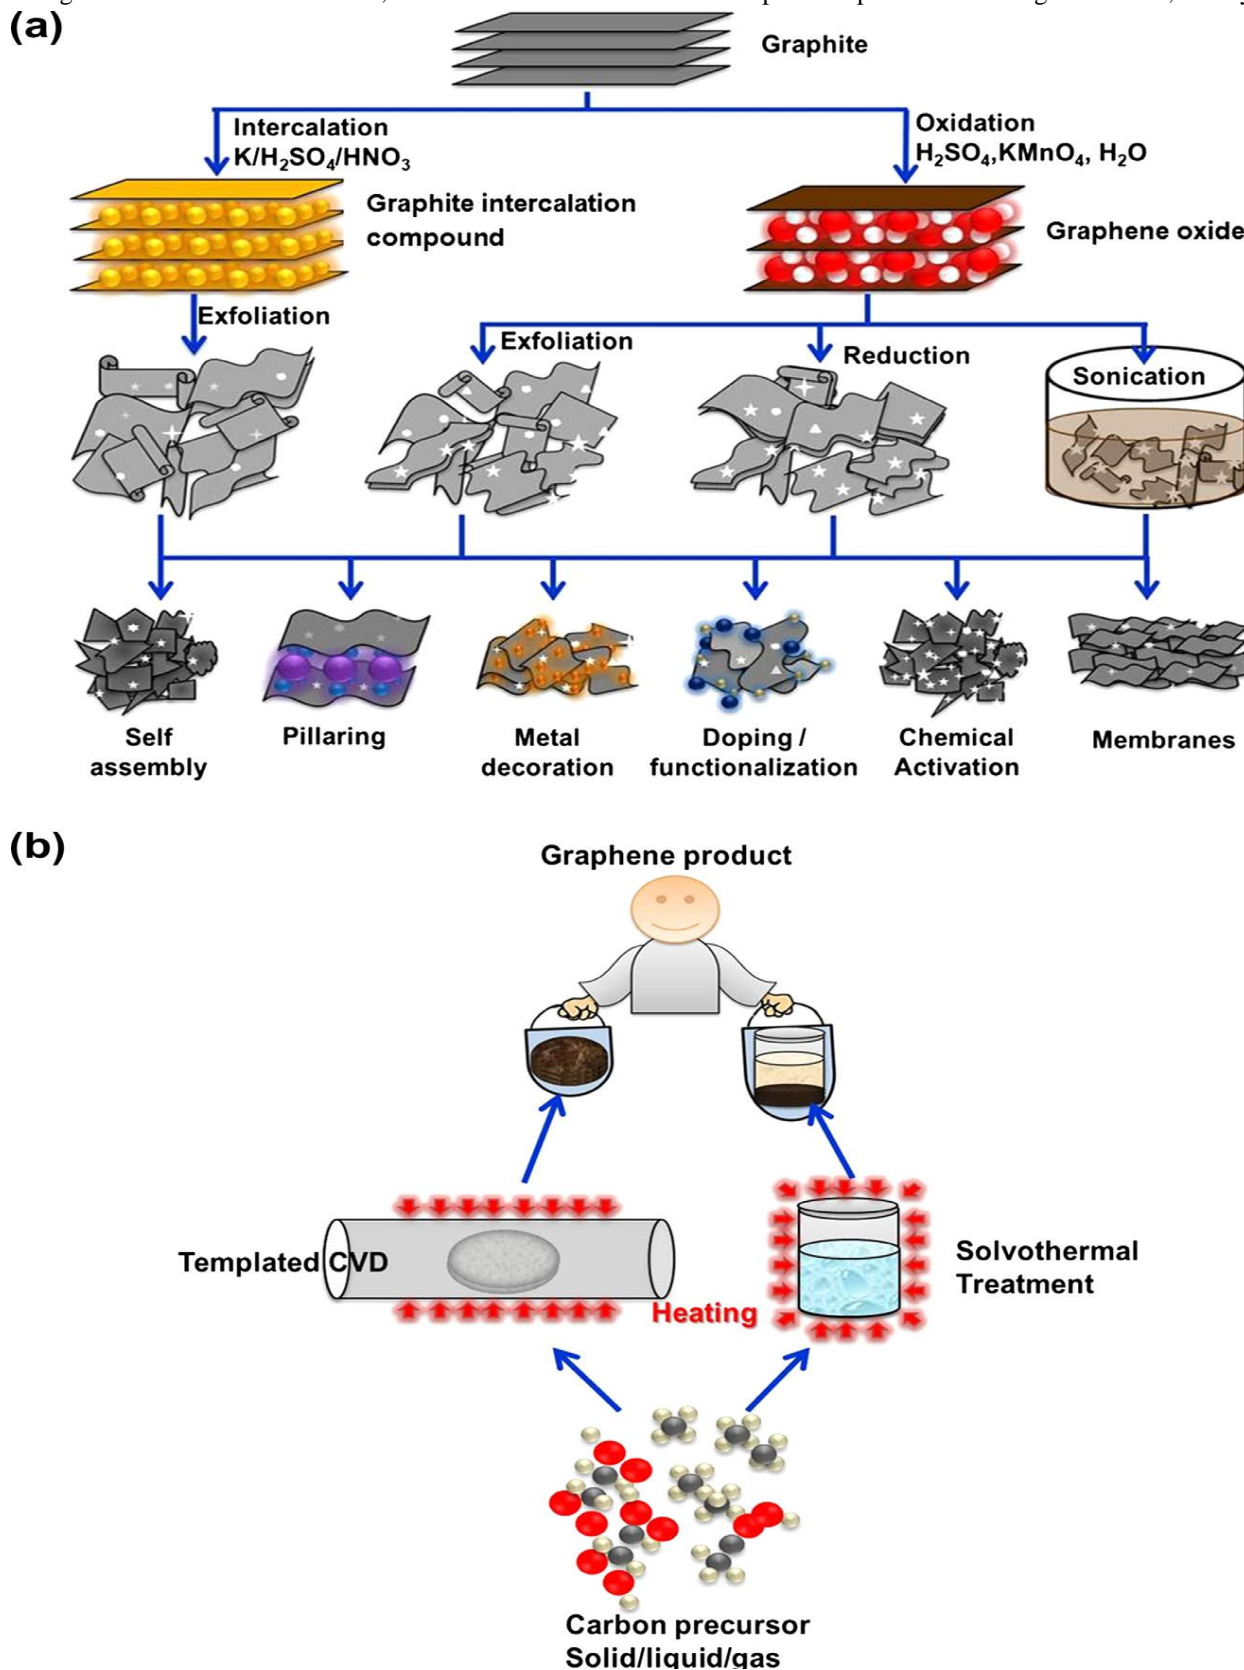 (a)
Graphite
Intercalation
K/H₂SO₄/HNO₃
Oxidation
H₂SO₄,KMnO₄, H₂O
Graphite intercalation
compound
Graphene oxide
Exfoliation
Exfoliation
Reduction
Sonication
Self
assembly
Pillaring
Metal
decoration
Doping /
functionalization
Chemical
Activation
Membranes
(b)
Graphene product
Templated CVD
Heating
Solvothermal
Treatment
Carbon precursor
Solid/liquid/gas